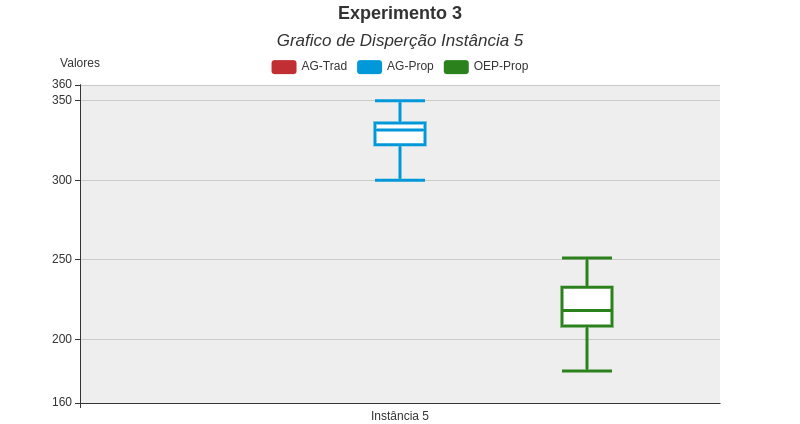 Experimento 3
Grafico de Disperção Instância 5
Valores
AG-Trad AG-Prop OEP-Prop
360
350
300
250
200
160
Instância 5